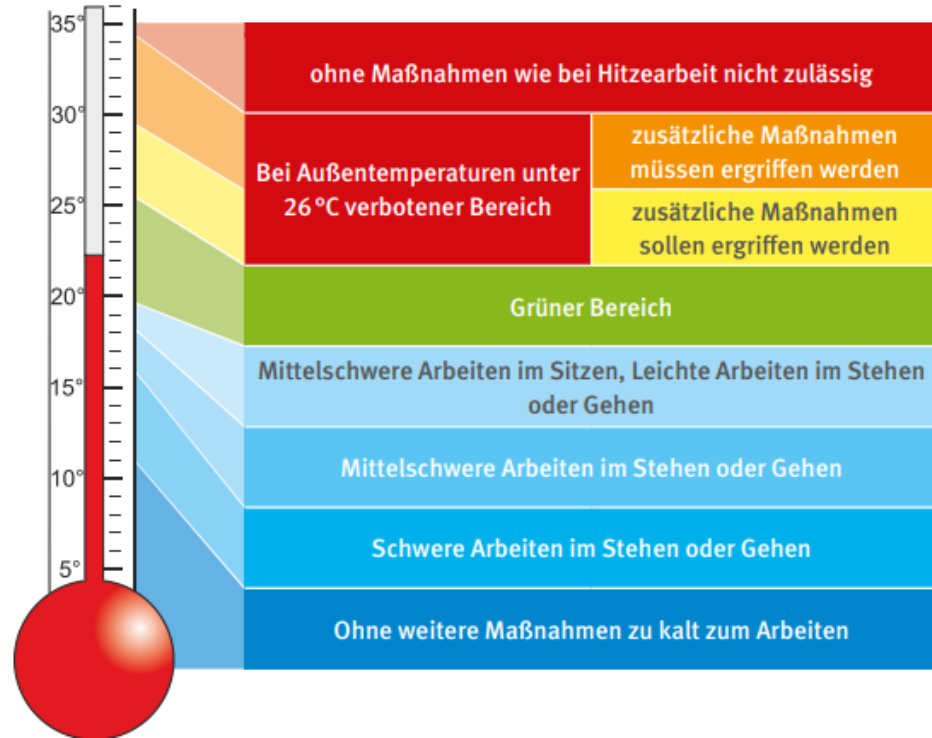 35°
ohne Maßnahmen wie bei Hitzearbeit nicht zulässig
30°
Bei Außentemperaturen unter
26 °C verbotener Bereich
zusätzliche Maßnahmen
müssen ergriffen werden
25°
zusätzliche Maßnahmen
sollen ergriffen werden
20°
Grüner Bereich
15°
Mittelschwere Arbeiten im Sitzen, Leichte Arbeiten im Stehen
oder Gehen
10°
Mittelschwere Arbeiten im Stehen oder Gehen
5°
Schwere Arbeiten im Stehen oder Gehen
Ohne weitere Maßnahmen zu kalt zum Arbeiten